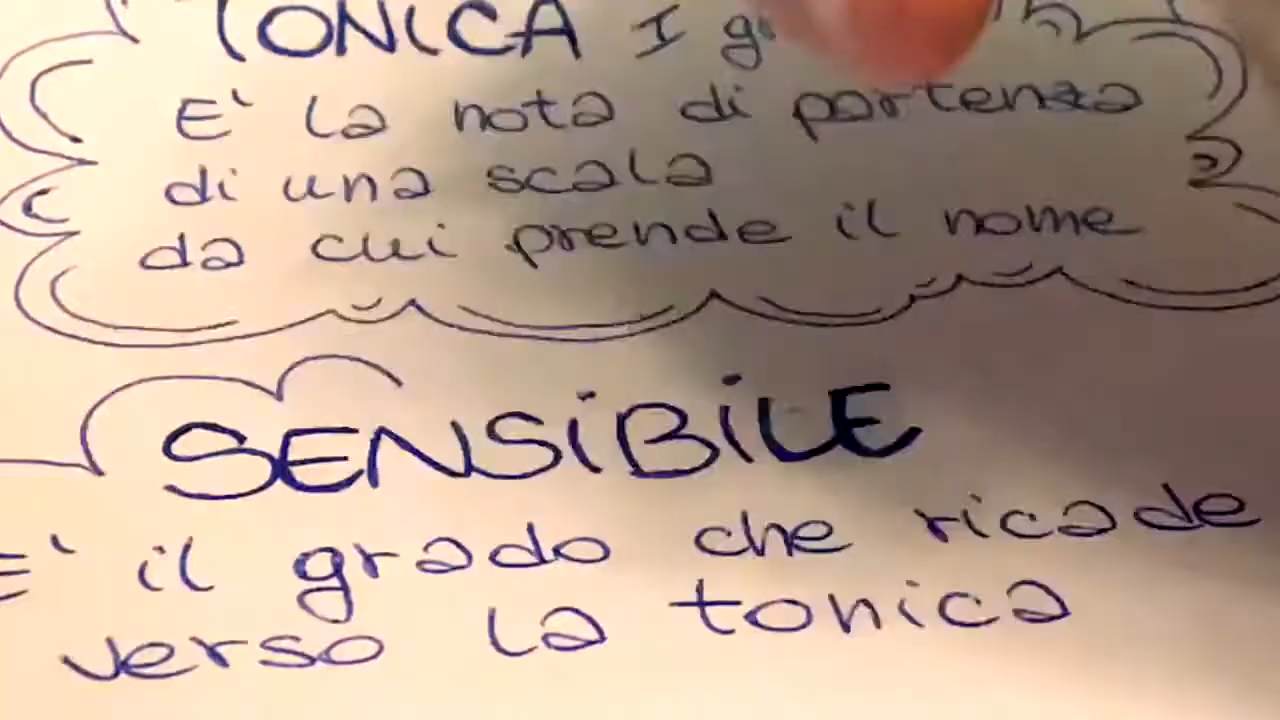 TONICA I
E' la nota di partenza
di una scala
da cui prende il nome
SENSiBiLE
E' il grado che ricade
verso la tonica